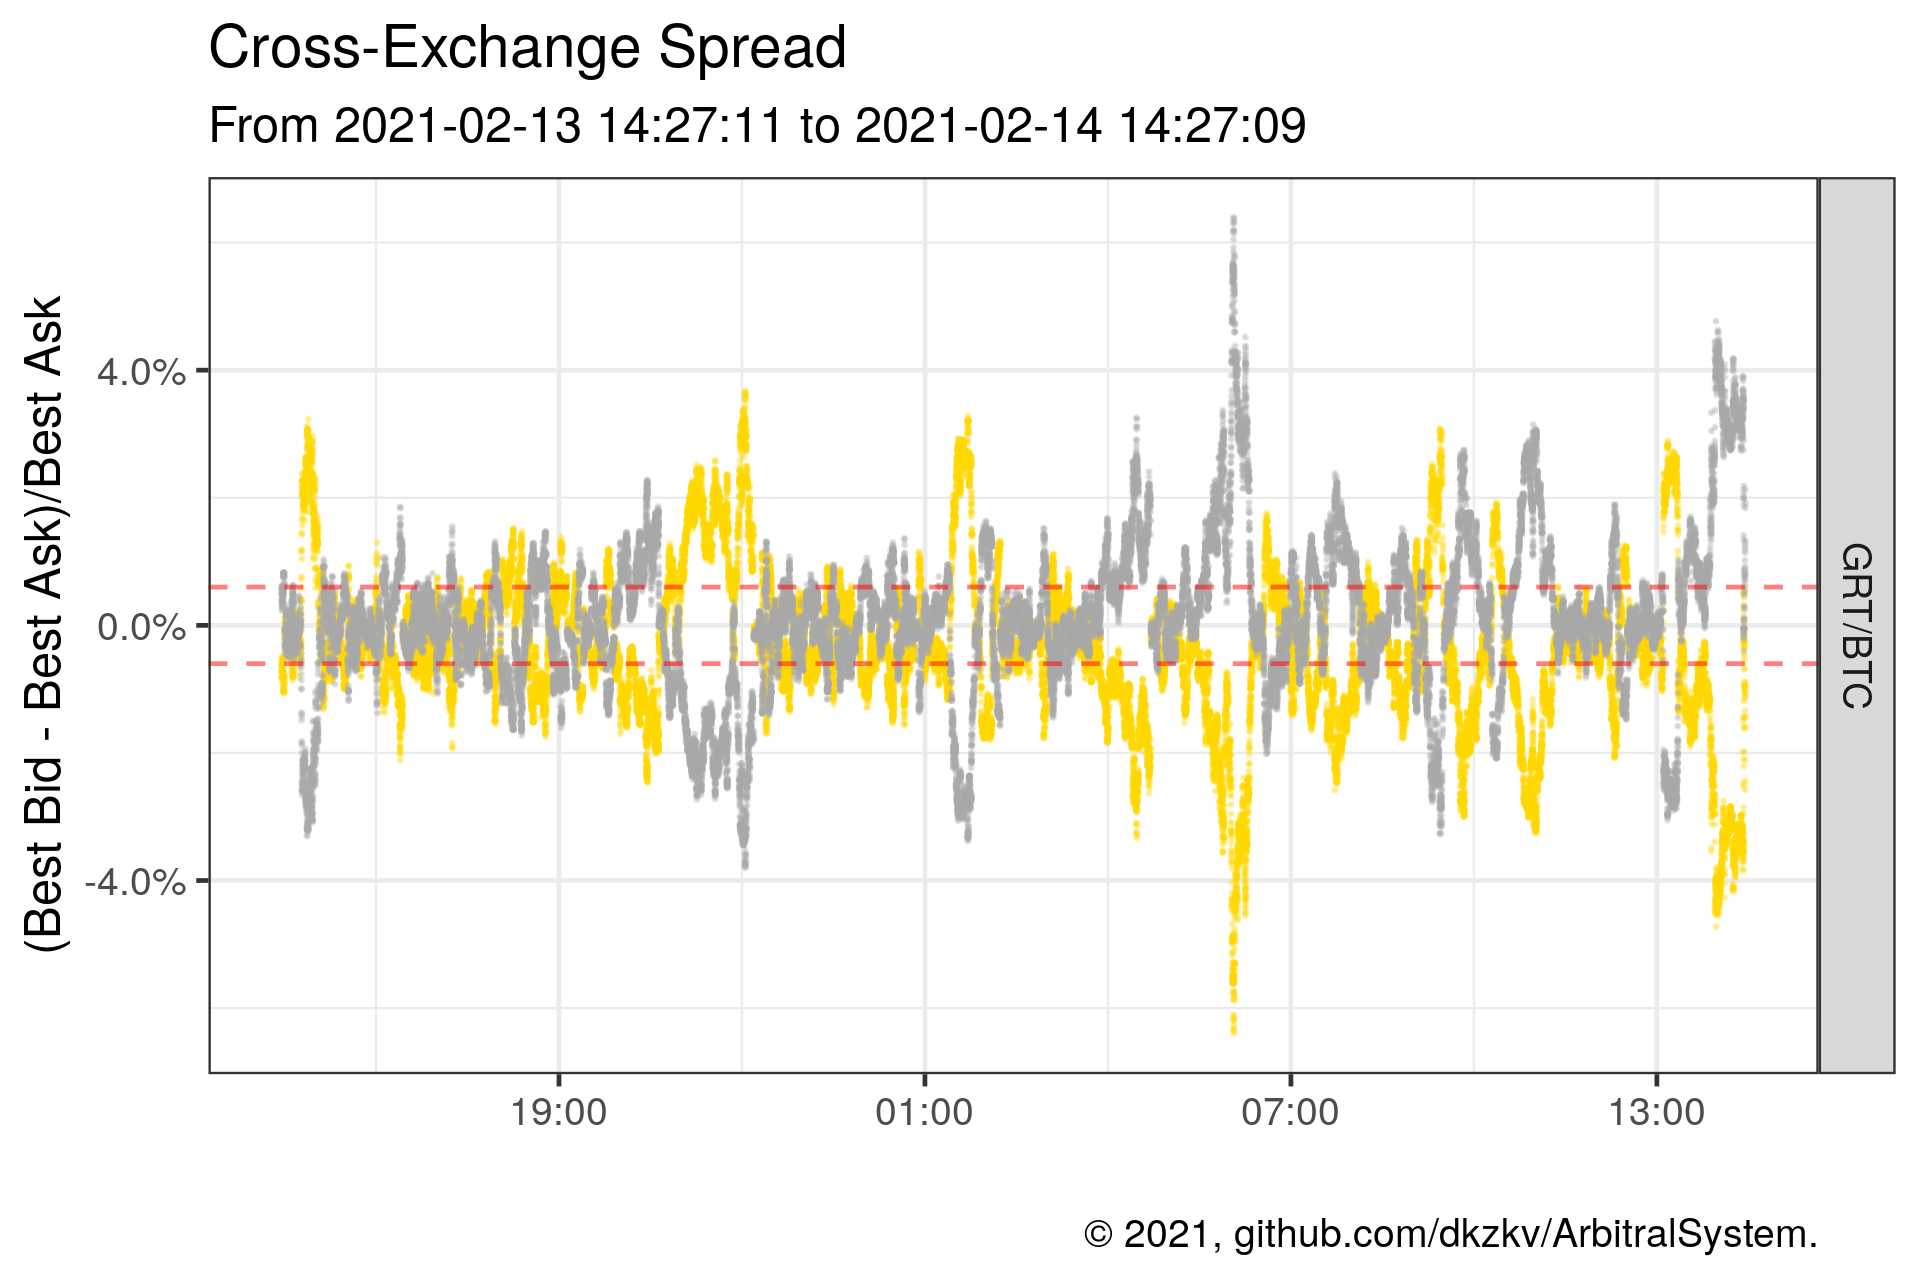 Cross-Exchange Spread
From 2021-02-13 14:27:11 to 2021-02-14 14:27:09
(Best Bid - Best Ask)/Best Ask
4.0%
0.0%
-4.0%
GRT/BTC
19:00
01:00
07:00
13:00
© 2021, github.com/dkzkv/ArbitralSystem.